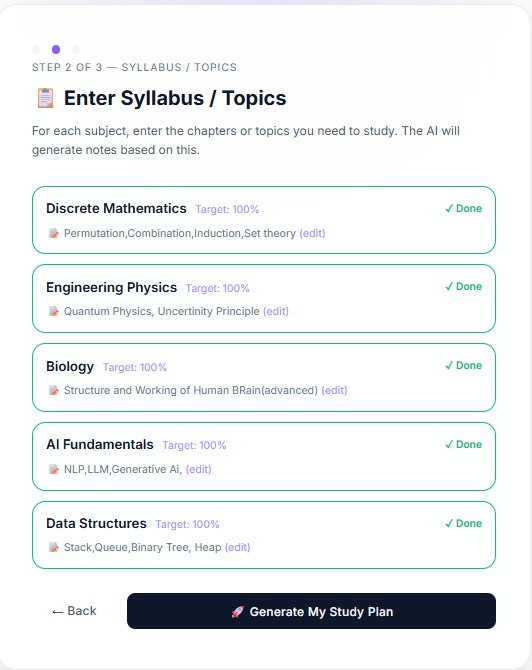 STEP 2 OF 3 — SYLLABUS / TOPICS
Enter Syllabus / Topics
For each subject, enter the chapters or topics you need to study. The AI will
generate notes based on this.
Discrete Mathematics Target: 100% ✓ Done
Permutation,Combination,Induction,Set theory (edit)
Engineering Physics Target: 100% ✓ Done
Quantum Physics, Uncertinity Principle (edit)
Biology Target: 100% ✓ Done
Structure and Working of Human BRain(advanced) (edit)
AI Fundamentals Target: 100% ✓ Done
NLP,LLM,Generative Ai, (edit)
Data Structures Target: 100% ✓ Done
Stack,Queue,Binary Tree, Heap (edit)
← Back 🚀 Generate My Study Plan